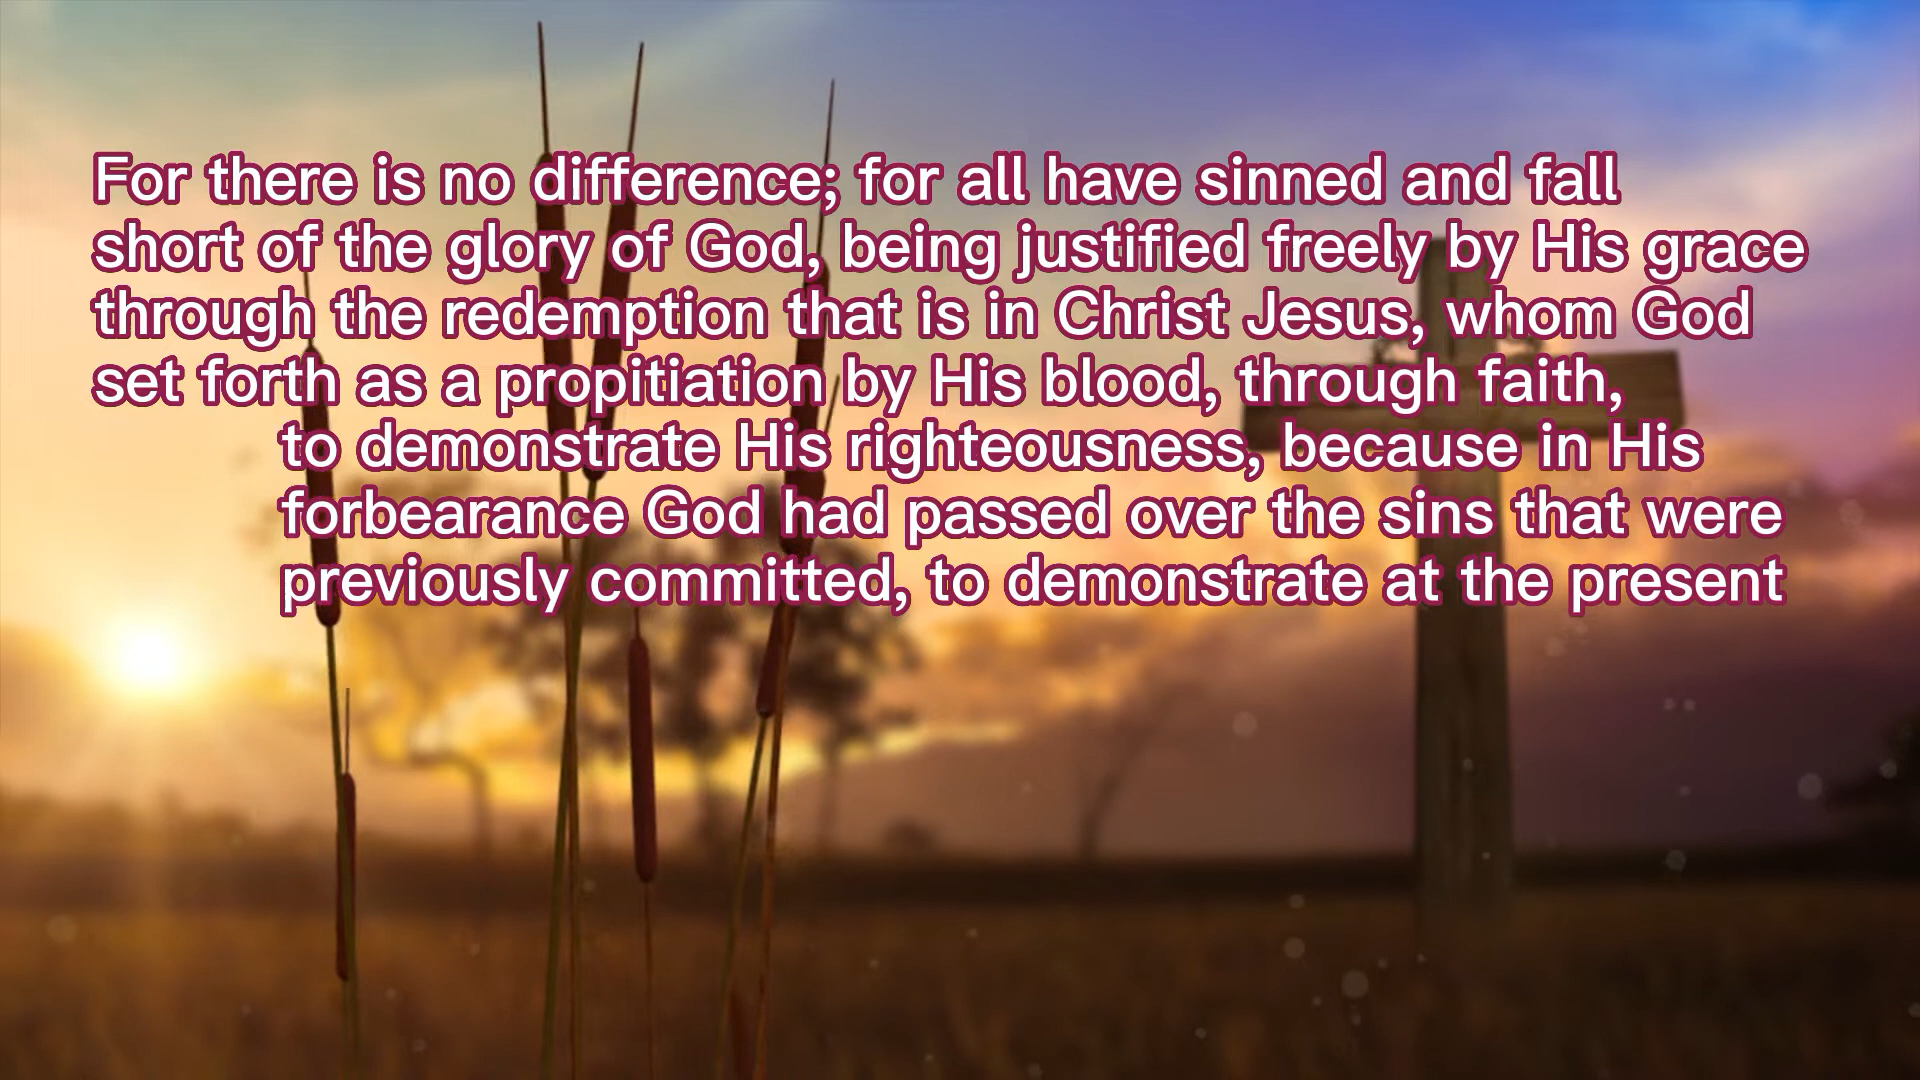 For there is no difference; for all have sinned and fall
short of the glory of God, being justified freely by His grace
through the redemption that is in Christ Jesus, whom God
set forth as a propitiation by His blood, through faith,
to demonstrate His righteousness, because in His
forbearance God had passed over the sins that were
previously committed, to demonstrate at the present